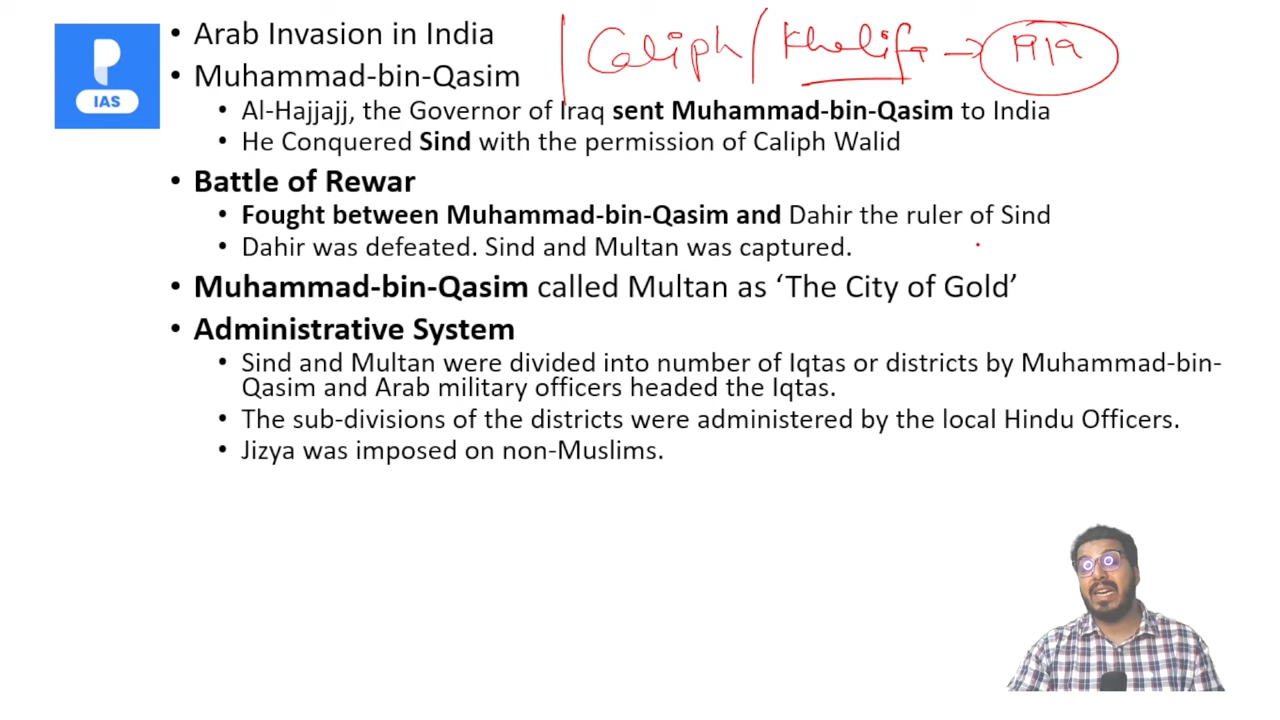 • Arab Invasion in India
Caliph / Khalifa → 1919
• Muhammad-bin-Qasim
IAS
• Al-Hajjajj, the Governor of Iraq sent Muhammad-bin-Qasim to India
• He Conquered Sind with the permission of Caliph Walid
• Battle of Rewar
• Fought between Muhammad-bin-Qasim and Dahir the ruler of Sind
• Dahir was defeated. Sind and Multan was captured.
• Muhammad-bin-Qasim called Multan as ‘The City of Gold’
• Administrative System
• Sind and Multan were divided into number of Iqtas or districts by Muhammad-bin-
Qasim and Arab military officers headed the Iqtas.
• The sub-divisions of the districts were administered by the local Hindu Officers.
• Jizya was imposed on non-Muslims.